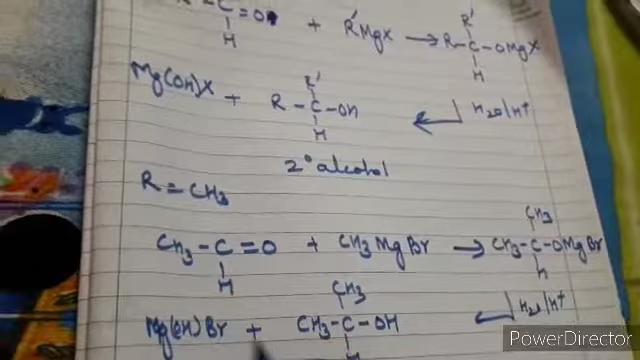 R'
R-C=O + R'MgX → R-C-OMgX
H H
R'
Mg(OH)X + R-C-OH H₂O/H⁺
H
2° alcohol
R=CH₃
CH₃
CH₃-C=O + CH₃MgBr → CH₃-C-OMgBr
H H
CH₃
Mg(OH)Br + CH₃-C-OH H₂O/H⁺
H
PowerDirector